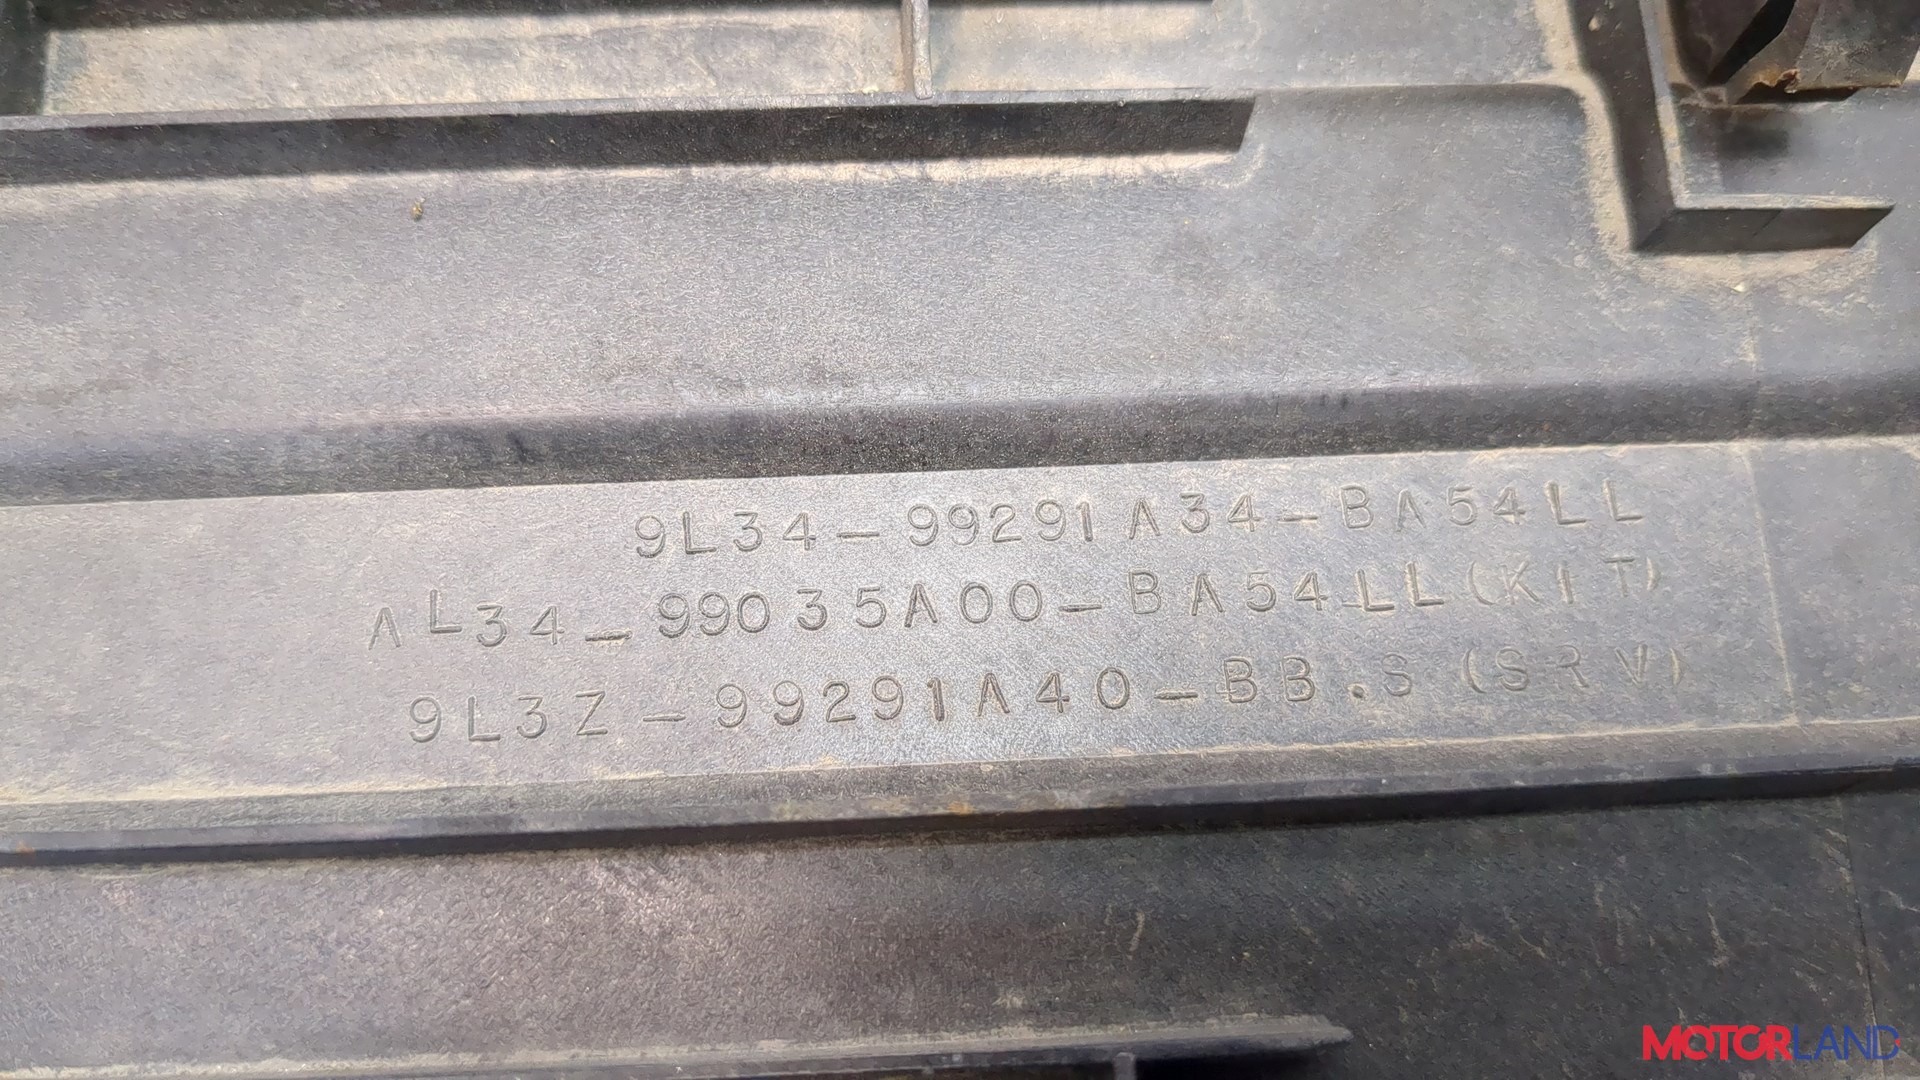 9L34-99291A34-BA54LL
AL34-99035A00-BA54LL(KIT)
9L3Z-99291A40-BB.S (SRV)
MOTORLAND